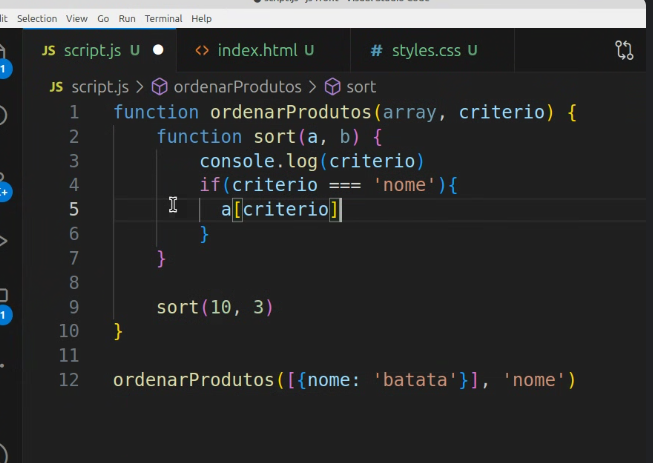 Selection View Go Run Terminal Help
JS script.js U ● <> index.html U # styles.css U
JS script.js > ordenarProdutos > sort
1 function ordenarProdutos(array, criterio) {
2 function sort(a, b) {
3 console.log(criterio)
4 if(criterio === 'nome'){
5 a[criterio]
6 }
7 }
8
9 sort(10, 3)
10 }
11
12 ordenarProdutos([{nome: 'batata'}], 'nome')